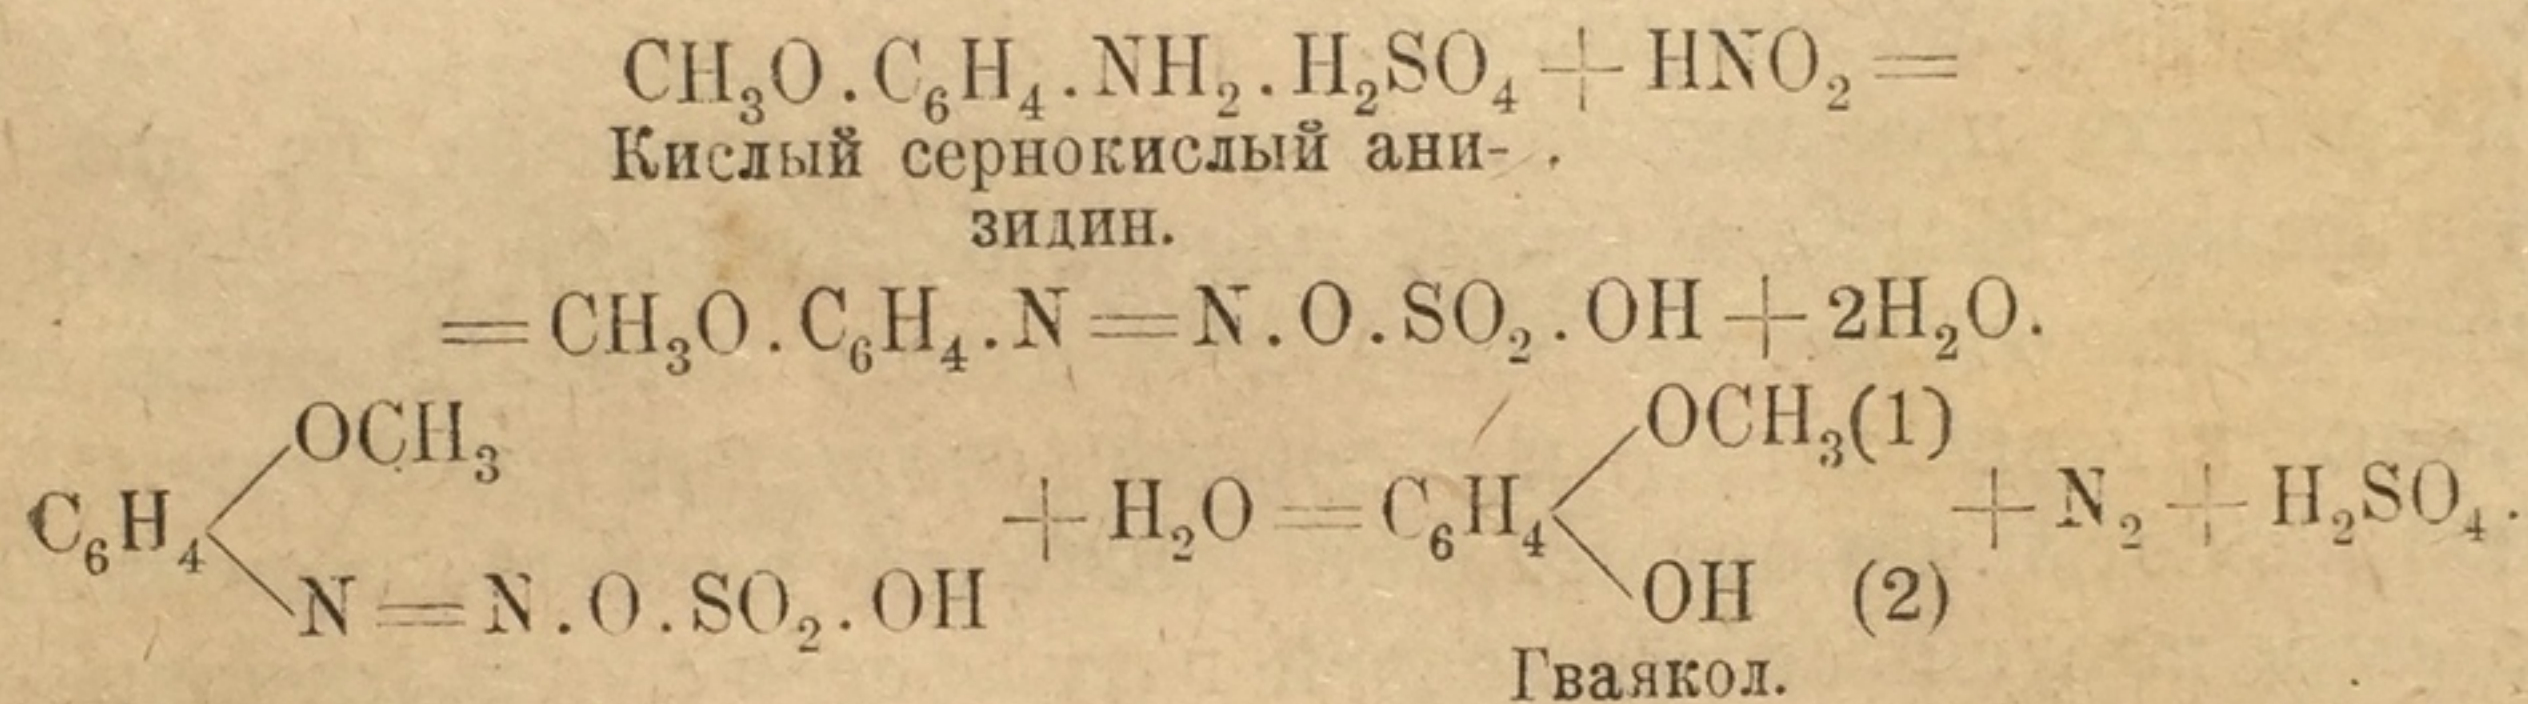 CH₃O.C₆H₄.NH₂.H₂SO₄ + HNO₂ =
Кислый сернокислый ани-
зидин.
= CH₃O.C₆H₄.N = N.O.SO₂.OH + 2H₂O.
OCH₃ OCH₃(1)
C₆H₄ + H₂O = C₆H₄ + N₂ + H₂SO₄.
N = N.O.SO₂.OH OH (2)
Гваякол.